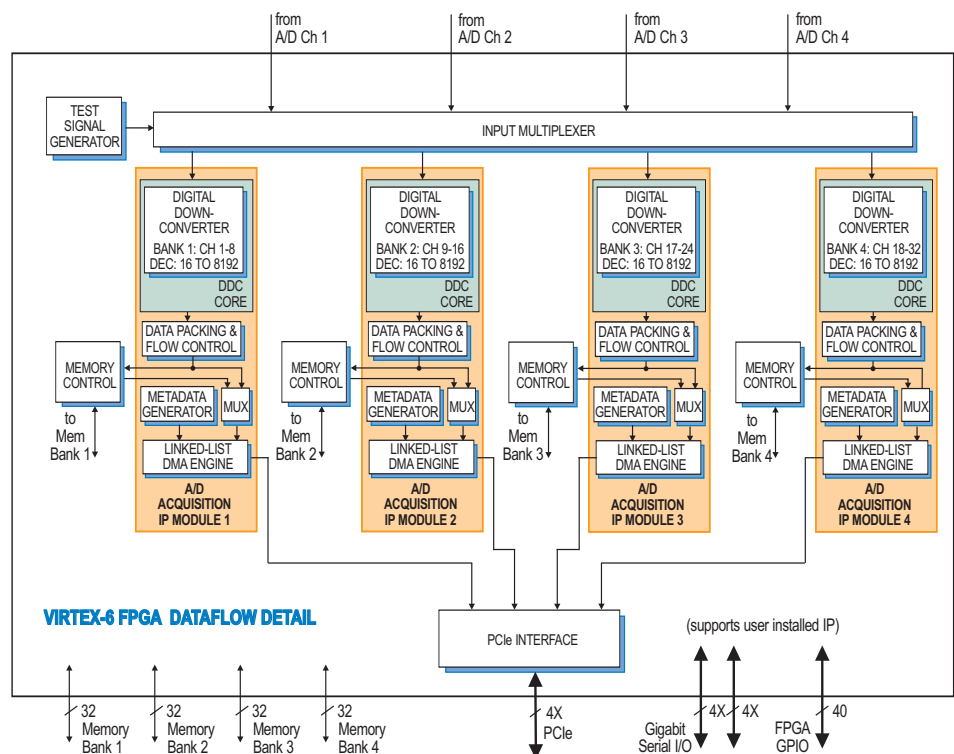 from
A/D Ch 1
from
A/D Ch 2
from
A/D Ch 3
from
A/D Ch 4
TEST
SIGNAL
GENERATOR
INPUT MULTIPLEXER
DIGITAL
DOWN-
CONVERTER
BANK 1: CH 1-8
DEC: 16 TO 8192
DDC
CORE
DATA PACKING &
FLOW CONTROL
MEMORY
CONTROL
METADATA
GENERATOR
MUX
to
Mem
Bank 1
LINKED-LIST
DMA ENGINE
A/D
ACQUISITION
IP MODULE 1
DIGITAL
DOWN-
CONVERTER
BANK 2: CH 9-16
DEC: 16 TO 8192
DDC
CORE
DATA PACKING &
FLOW CONTROL
MEMORY
CONTROL
METADATA
GENERATOR
MUX
to
Mem
Bank 2
LINKED-LIST
DMA ENGINE
A/D
ACQUISITION
IP MODULE 2
DIGITAL
DOWN-
CONVERTER
BANK 3: CH 17-24
DEC: 16 TO 8192
DDC
CORE
DATA PACKING &
FLOW CONTROL
MEMORY
CONTROL
METADATA
GENERATOR
MUX
to
Mem
Bank 3
LINKED-LIST
DMA ENGINE
A/D
ACQUISITION
IP MODULE 3
DIGITAL
DOWN-
CONVERTER
BANK 4: CH 18-32
DEC: 16 TO 8192
DDC
CORE
DATA PACKING &
FLOW CONTROL
MEMORY
CONTROL
METADATA
GENERATOR
MUX
to
Mem
Bank 4
LINKED-LIST
DMA ENGINE
A/D
ACQUISITION
IP MODULE 4
VIRTEX-6 FPGA DATAFLOW DETAIL
PCIe INTERFACE
(supports user installed IP)
32
Memory
Bank 1
32
Memory
Bank 2
32
Memory
Bank 3
32
Memory
Bank 4
4X
PCIe
4X
4X
Gigabit
Serial I/O
40
FPGA
GPIO